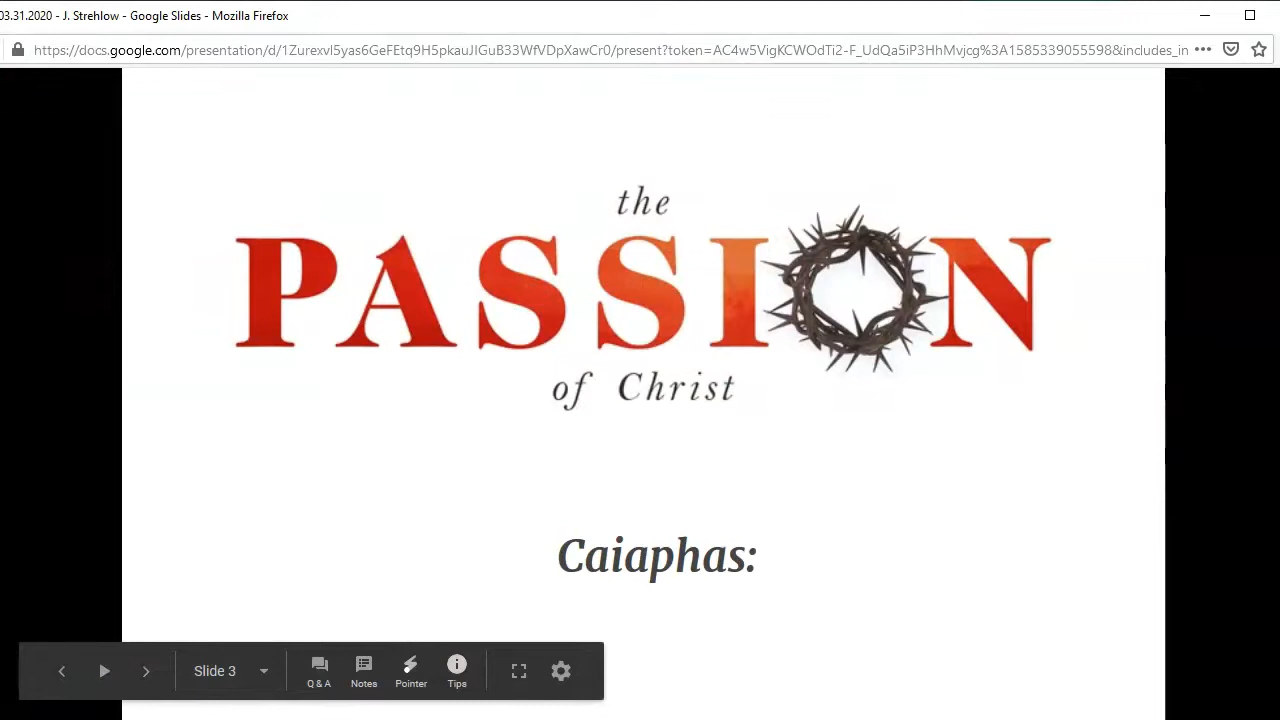 03.31.2020 - J. Strehlow - Google Slides - Mozilla Firefox
https://docs.google.com/presentation/d/1Zurexvl5yas6GeFEtq9H5pkauJIGuB33WfVDpXawCr0/present?token=AC4w5VigKCWOdTi2-F_UdQa5iP3HhMvjcg%3A1585339055598&includes_in
the
PASSION
of Christ
Caiaphas:
Slide 3
Q & A Notes Pointer Tips